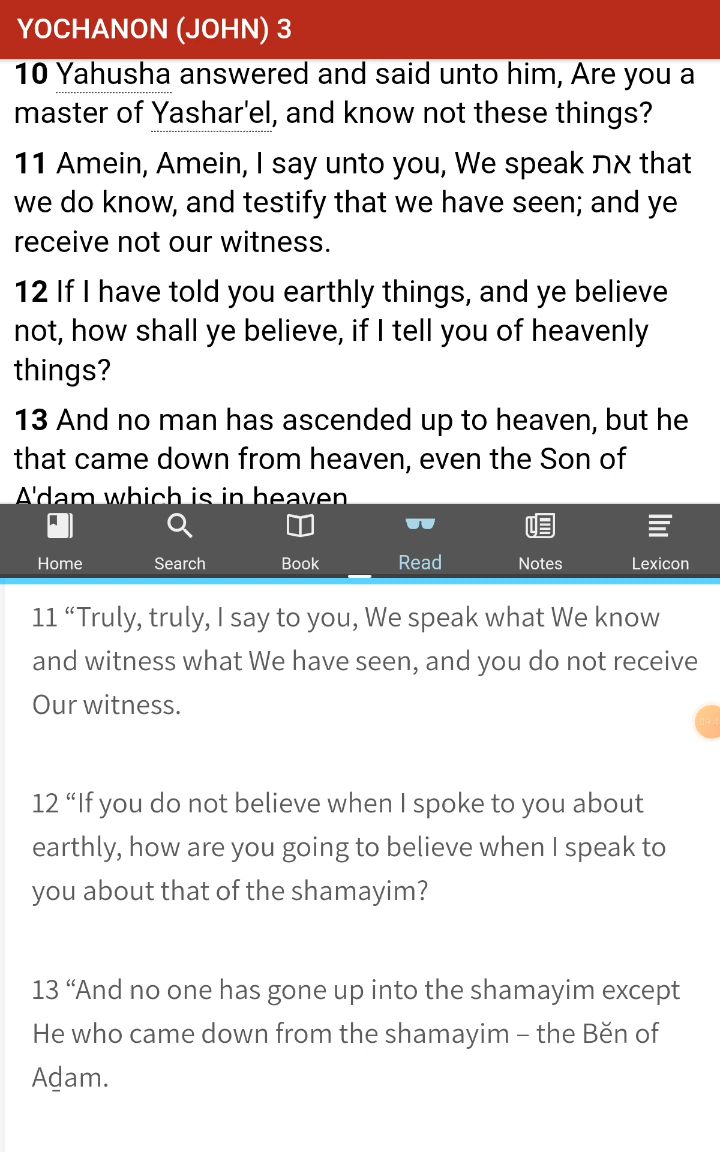 YOCHANON (JOHN) 3
10 Yahusha answered and said unto him, Are you a
master of Yashar'el, and know not these things?
11 Amein, Amein, I say unto you, We speak את that
we do know, and testify that we have seen; and ye
receive not our witness.
12 If I have told you earthly things, and ye believe
not, how shall ye believe, if I tell you of heavenly
things?
13 And no man has ascended up to heaven, but he
that came down from heaven, even the Son of
A'dam which is in heaven
Home Search Book Read Notes Lexicon
11 “Truly, truly, I say to you, We speak what We know
and witness what We have seen, and you do not receive
Our witness.
12 “If you do not believe when I spoke to you about
earthly, how are you going to believe when I speak to
you about that of the shamayim?
13 “And no one has gone up into the shamayim except
He who came down from the shamayim – the Bĕn of
Aḏam.